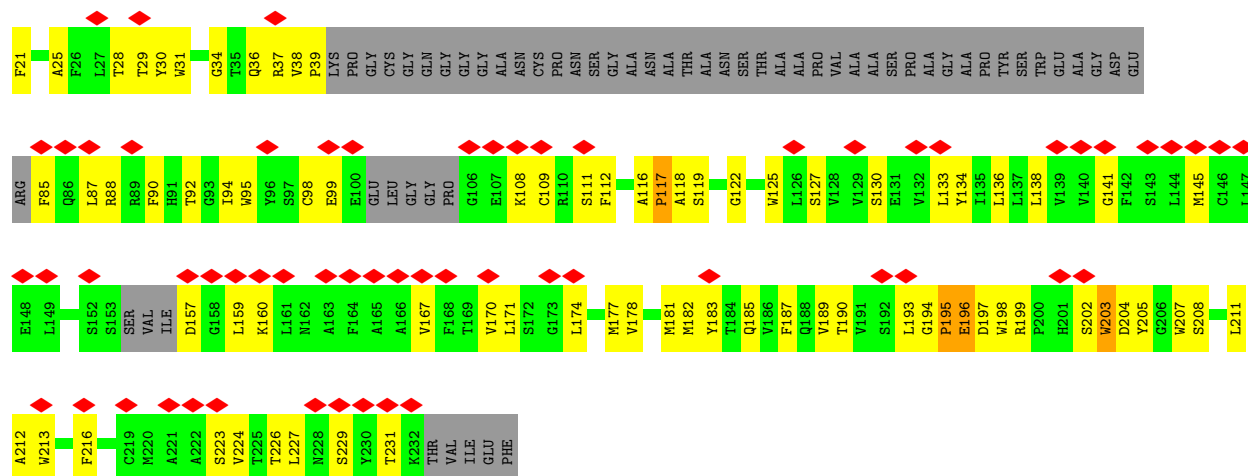 F21 A25 F26 L27 T28 T29 Y30 W31 G34 T35 Q36 R37 V38 P39 LYS PRO GLY CYS GLY GLN GLY GLY GLY ALA ASN CYS PRO ASN SER GLY ALA ASN ALA THR ALA ASN SER THR ALA ALA PRO VAL ALA ALA SER PRO ALA GLY ALA PRO TYR SER TRP GLU ALA GLY ASP GLU
ARG F85 Q86 L87 R88 R89 F90 H91 T92 G93 I94 W95 Y96 S97 C98 E99 E100 GLU LEU GLY GLY PRO G106 E107 K108 C109 R110 S111 F112 A116 P117 A118 S119 G122 W125 L126 S127 V128 V129 S130 E131 V132 L133 Y134 I135 L136 L137 L138 V139 V140 G141 F142 S143 L144 M145 C146 L147
E148 L149 S152 S153 SER VAL ILE D157 G158 L159 K160 L161 N162 A163 F164 A165 A166 V167 F168 T169 V170 L171 S172 G173 L174 M177 V178 M181 M182 Y183 T184 Q185 V186 F187 Q188 V189 T190 V191 S192 L193 G194 P195 E196 D197 W198 R199 P200 H201 S202 W203 D204 Y205 G206 W207 S208 L211
A212 W213 F216 C219 M220 A221 A222 S223 V224 T225 T226 L227 N228 S229 Y230 T231 K232 THR VAL ILE GLU PHE